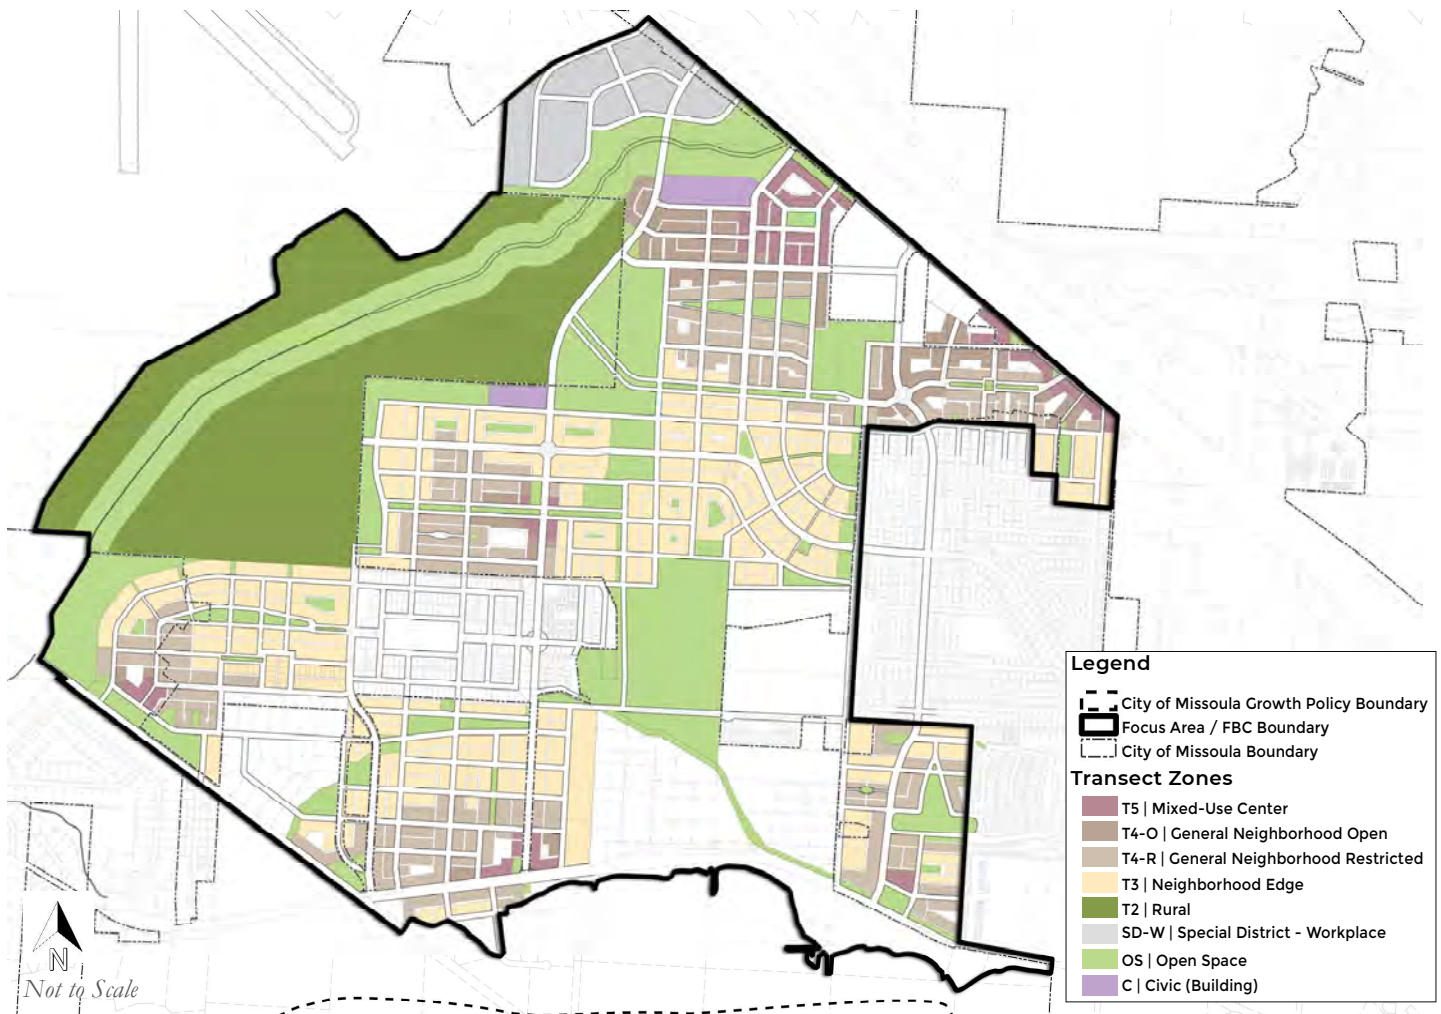 Legend
City of Missoula Growth Policy Boundary
Focus Area / FBC Boundary
City of Missoula Boundary
Transect Zones
T5 | Mixed-Use Center
T4-O | General Neighborhood Open
T4-R | General Neighborhood Restricted
T3 | Neighborhood Edge
T2 | Rural
SD-W | Special District - Workplace
OS | Open Space
C | Civic (Building)
N
Not to Scale